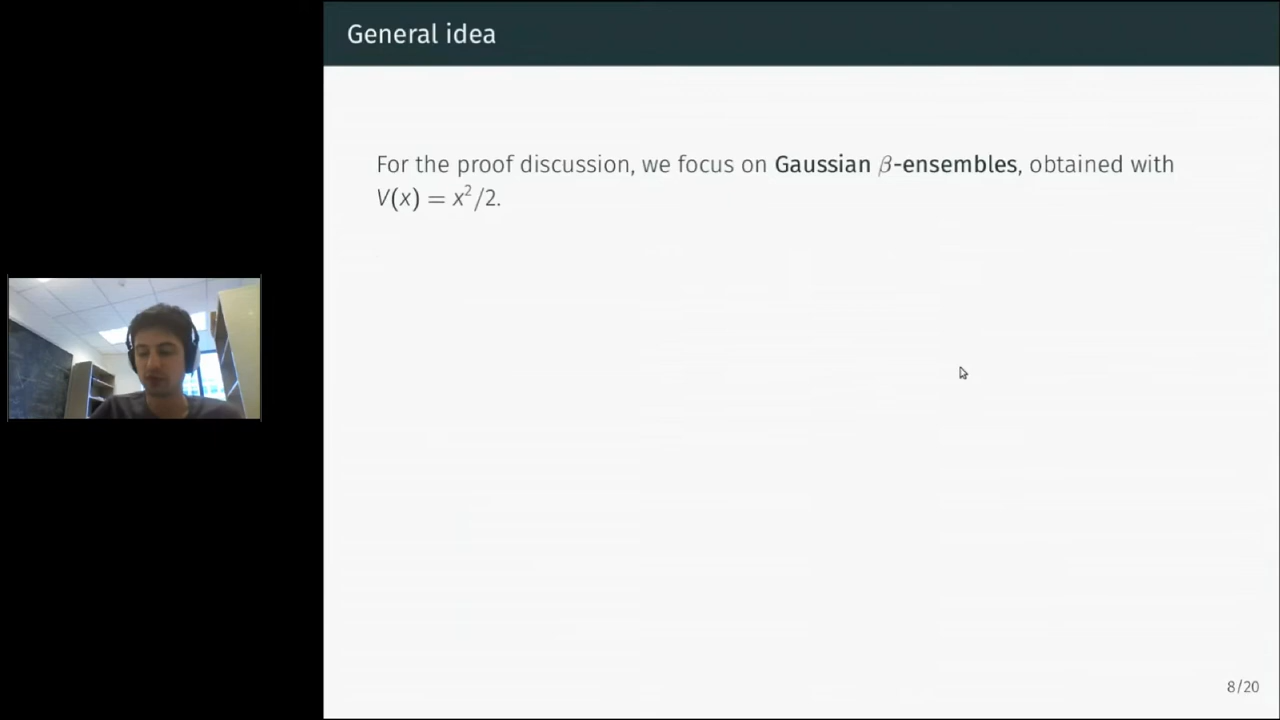 General idea
For the proof discussion, we focus on Gaussian β-ensembles, obtained with
V(x) = x²/2.
8/20